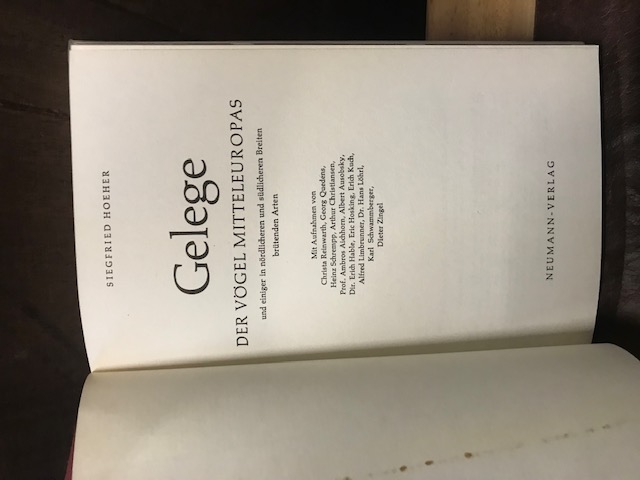 SIEGFRIED HOEHER
Gelege
DER VÖGEL MITTELEUROPAS
und einiger in nördlicheren und südlicheren Breiten
brütenden Arten
Mit Aufnahmen von
Christa Reinwarth, Georg Quedens,
Heinz Schrempp, Arthur Christiansen,
Prof. Ambros Aichhorn, Albert Ausobsky,
Dir. Erich Hable, Eric Hosking, Erich Kuch,
Alfred Limbrunner, Dr. Hans Löhrl,
Karl Schwammberger,
Dieter Zingel
NEUMANN-VERLAG